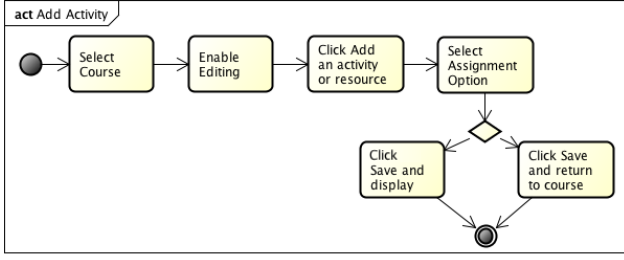 act Add Activity
Select
Course
Enable
Editing
Click Add
an activity
or resource
Select
Assignment
Option
Click
Save and
display
Click Save
and return
to course